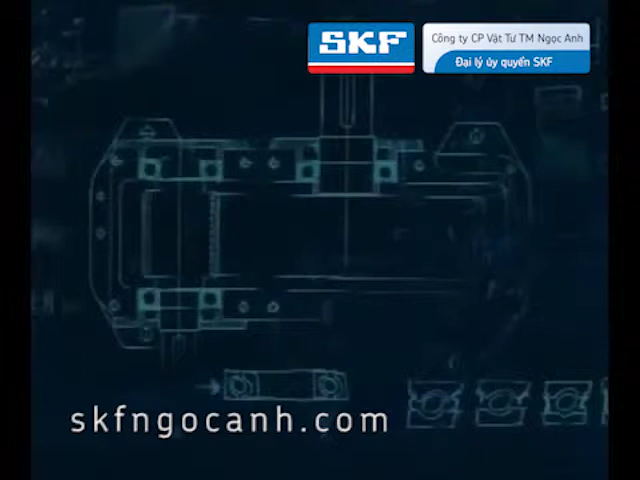 SKF
Công ty CP Vật Tư TM Ngọc Anh
Đại lý ủy quyền SKF
skfngocanh.com